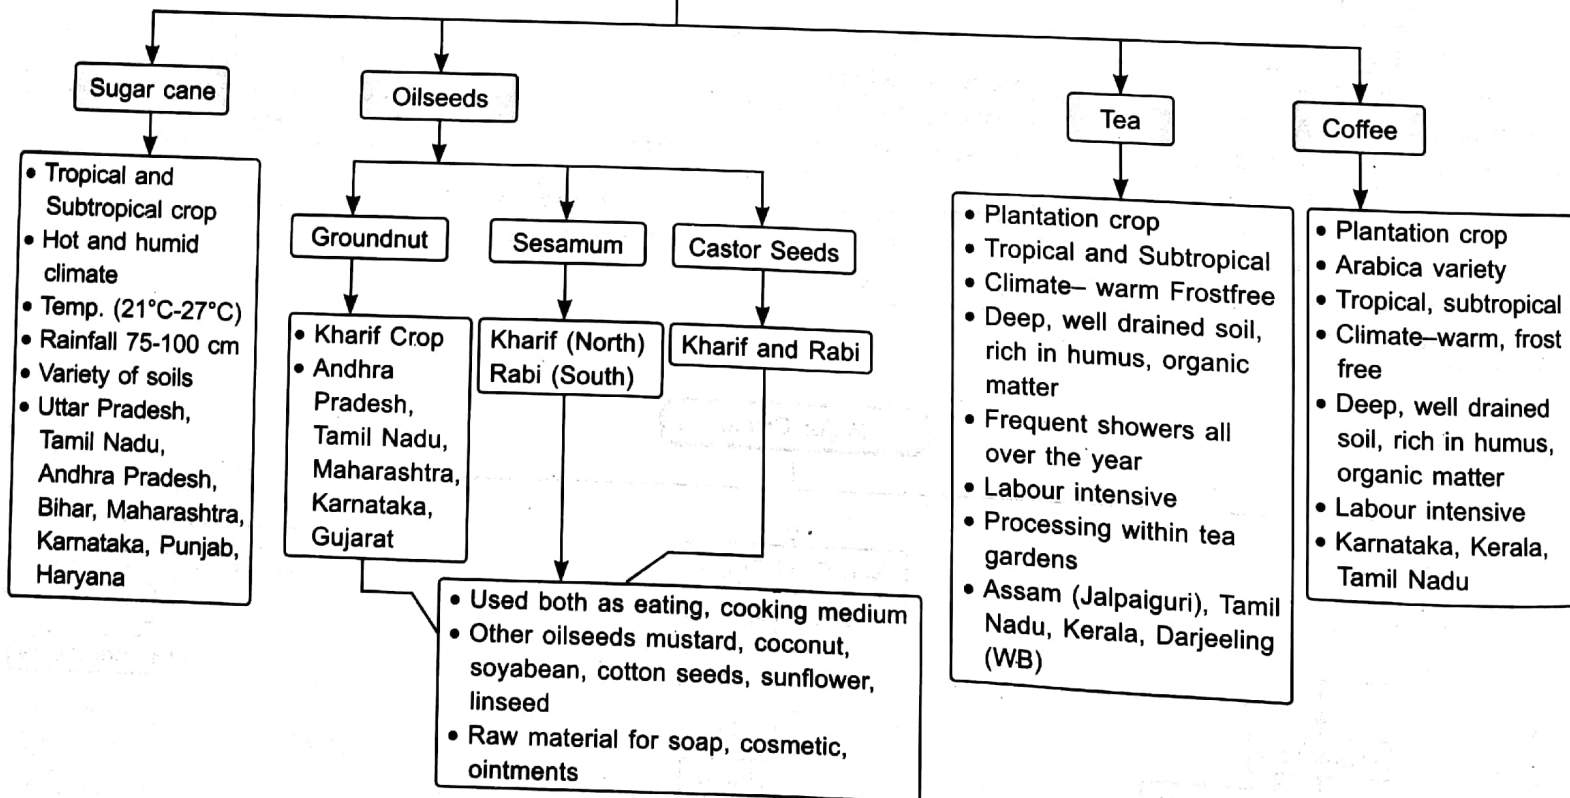 Sugar cane
• Tropical and
Subtropical crop
• Hot and humid
climate
• Temp. (21°C-27°C)
• Rainfall 75-100 cm
• Variety of soils
• Uttar Pradesh,
Tamil Nadu,
Andhra Pradesh,
Bihar, Maharashtra,
Karnataka, Punjab,
Haryana
Oilseeds
Groundnut
• Kharif Crop
• Andhra
Pradesh,
Tamil Nadu,
Maharashtra,
Karnataka,
Gujarat
Sesamum
Kharif (North)
Rabi (South)
Castor Seeds
Kharif and Rabi
• Used both as eating, cooking medium
• Other oilseeds mustard, coconut,
soyabean, cotton seeds, sunflower,
linseed
• Raw material for soap, cosmetic,
ointments
Tea
• Plantation crop
• Tropical and Subtropical
• Climate– warm Frostfree
• Deep, well drained soil,
rich in humus, organic
matter
• Frequent showers all
over the year
• Labour intensive
• Processing within tea
gardens
• Assam (Jalpaiguri), Tamil
Nadu, Kerala, Darjeeling
(WB)
Coffee
• Plantation crop
• Arabica variety
• Tropical, subtropical
• Climate–warm, frost
free
• Deep, well drained
soil, rich in humus,
organic matter
• Labour intensive
• Karnataka, Kerala,
Tamil Nadu